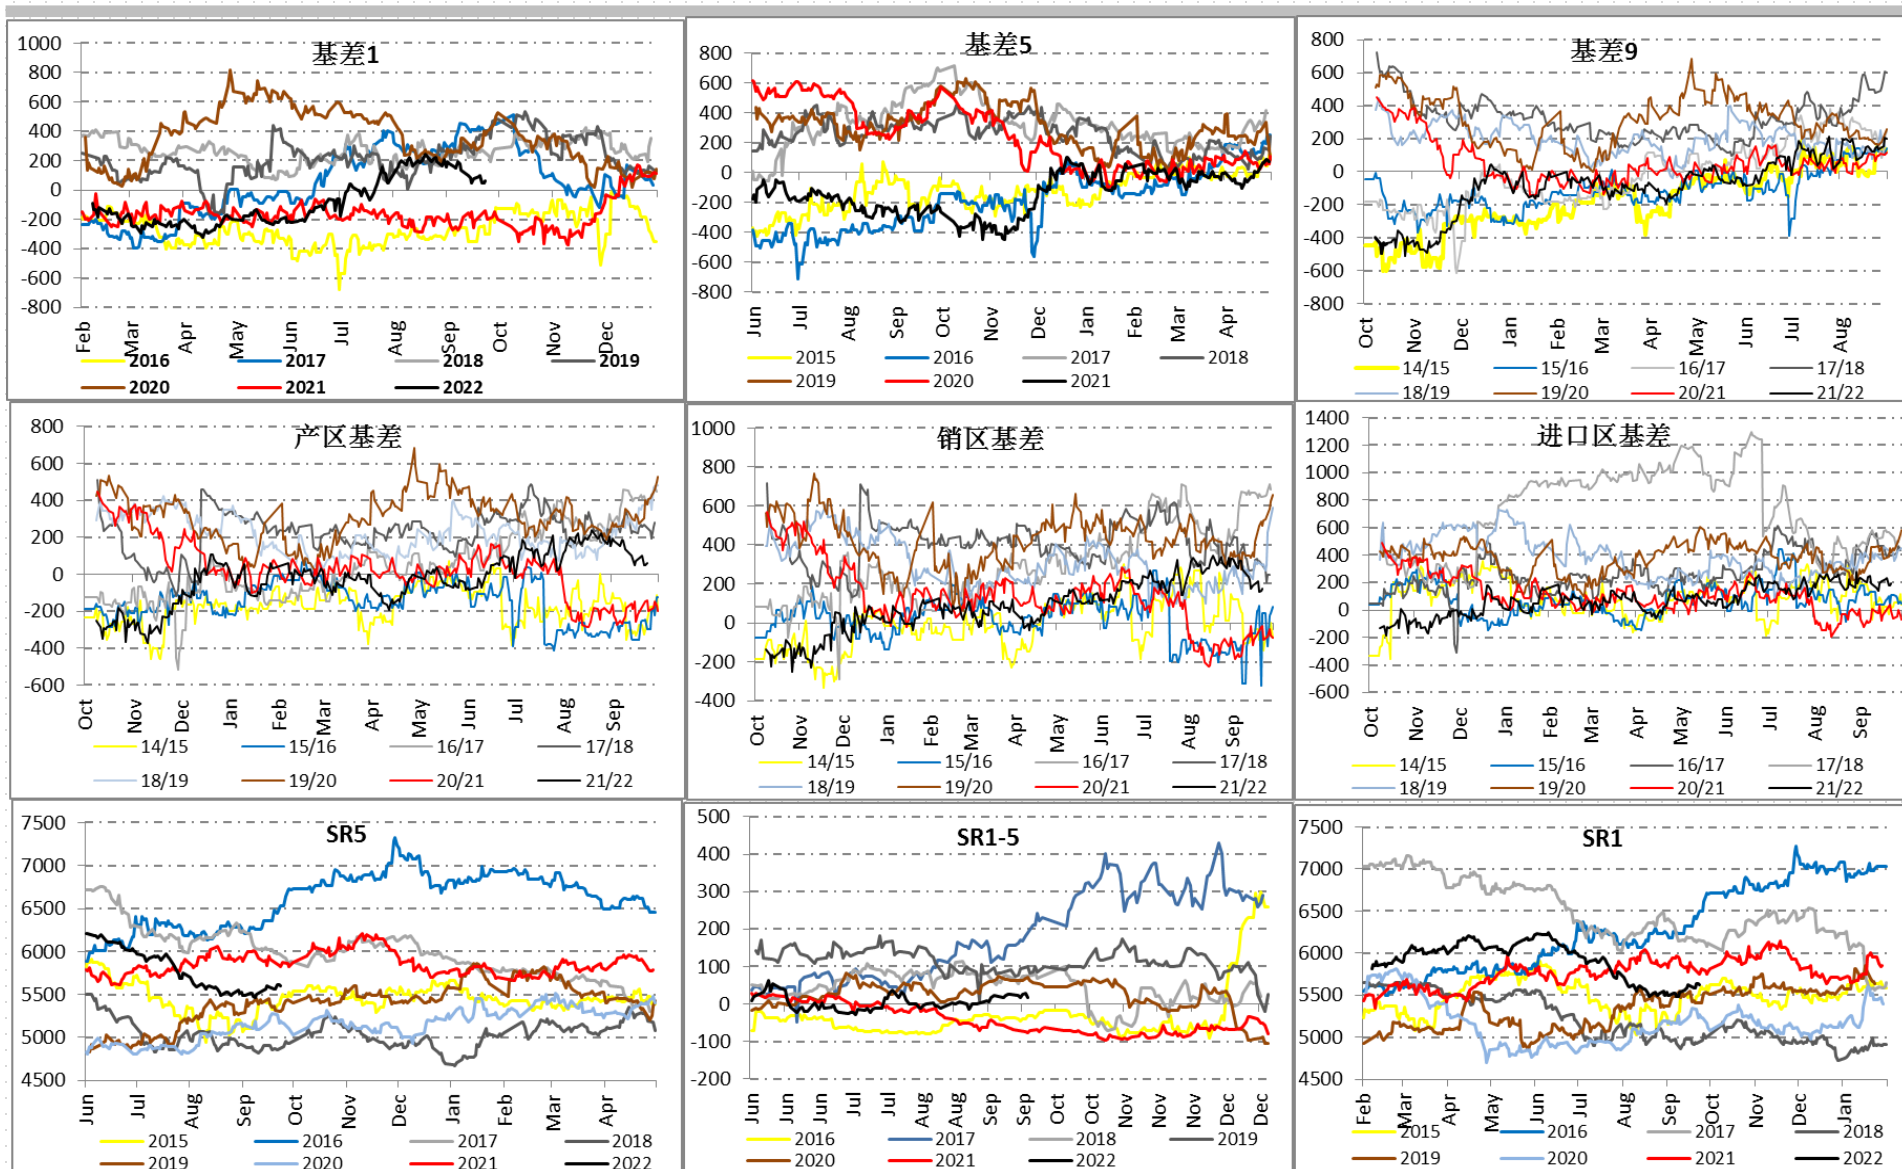 基差1
1000
800
600
400
200
0
-200
-400
-600
-800
Feb Mar Apr May Jun Jul Aug Sep Oct Nov Dec
2016 2017 2018 2019
2020 2021 2022
基差5
800
600
400
200
0
-200
-400
-600
-800
Jun Jul Aug Sep Oct Nov Dec Jan Feb Mar Apr
2015 2016 2017 2018
2019 2020 2021
基差9
800
600
400
200
0
-200
-400
-600
-800
Oct Nov Dec Jan Feb Mar Apr May Jun Jul Aug
14/15 15/16 16/17 17/18
18/19 19/20 20/21 21/22
产区基差
800
600
400
200
0
-200
-400
-600
Oct Nov Dec Jan Feb Mar Apr May Jun Jul Aug Sep
14/15 15/16 16/17 17/18
18/19 19/20 20/21 21/22
销区基差
1000
800
600
400
200
0
-200
-400
Oct Nov Dec Jan Feb Mar Apr May Jun Jul Aug Sep
14/15 15/16 16/17 17/18
18/19 19/20 20/21 21/22
进口区基差
1400
1200
1000
800
600
400
200
0
-200
-400
-600
Oct Nov Dec Jan Feb Mar Apr May Jun Jul Aug Sep
14/15 15/16 16/17 17/18
18/19 19/20 20/21 21/22
SR5
7500
7000
6500
6000
5500
5000
4500
Jun Jul Aug Sep Oct Nov Dec Jan Feb Mar Apr
2015 2016 2017 2018
2019 2020 2021 2022
SR1-5
500
400
300
200
100
0
-100
-200
Jun Jun Jun Jul Jul Aug Aug Sep Sep Oct Oct Nov Nov Nov Dec Dec
2016 2017 2018 2019
2020 2021 2022
SR1
7500
7000
6500
6000
5500
5000
4500
Feb Mar Apr May Jun Jul Aug Sep Oct Nov Dec Jan
2015 2016 2017 2018
2019 2020 2021 2022